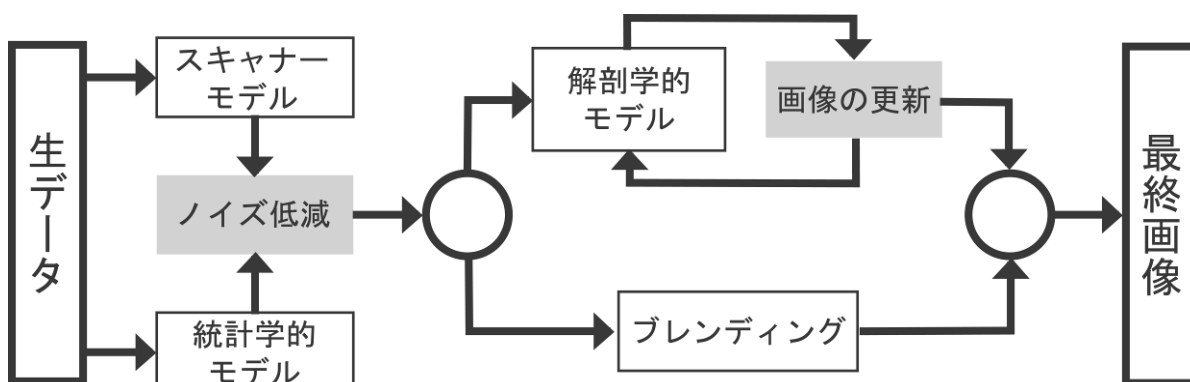 生データ
スキャナー
モデル
ノイズ低減
統計学的
モデル
解剖学的
モデル
画像の更新
ブレンディング
最終画像